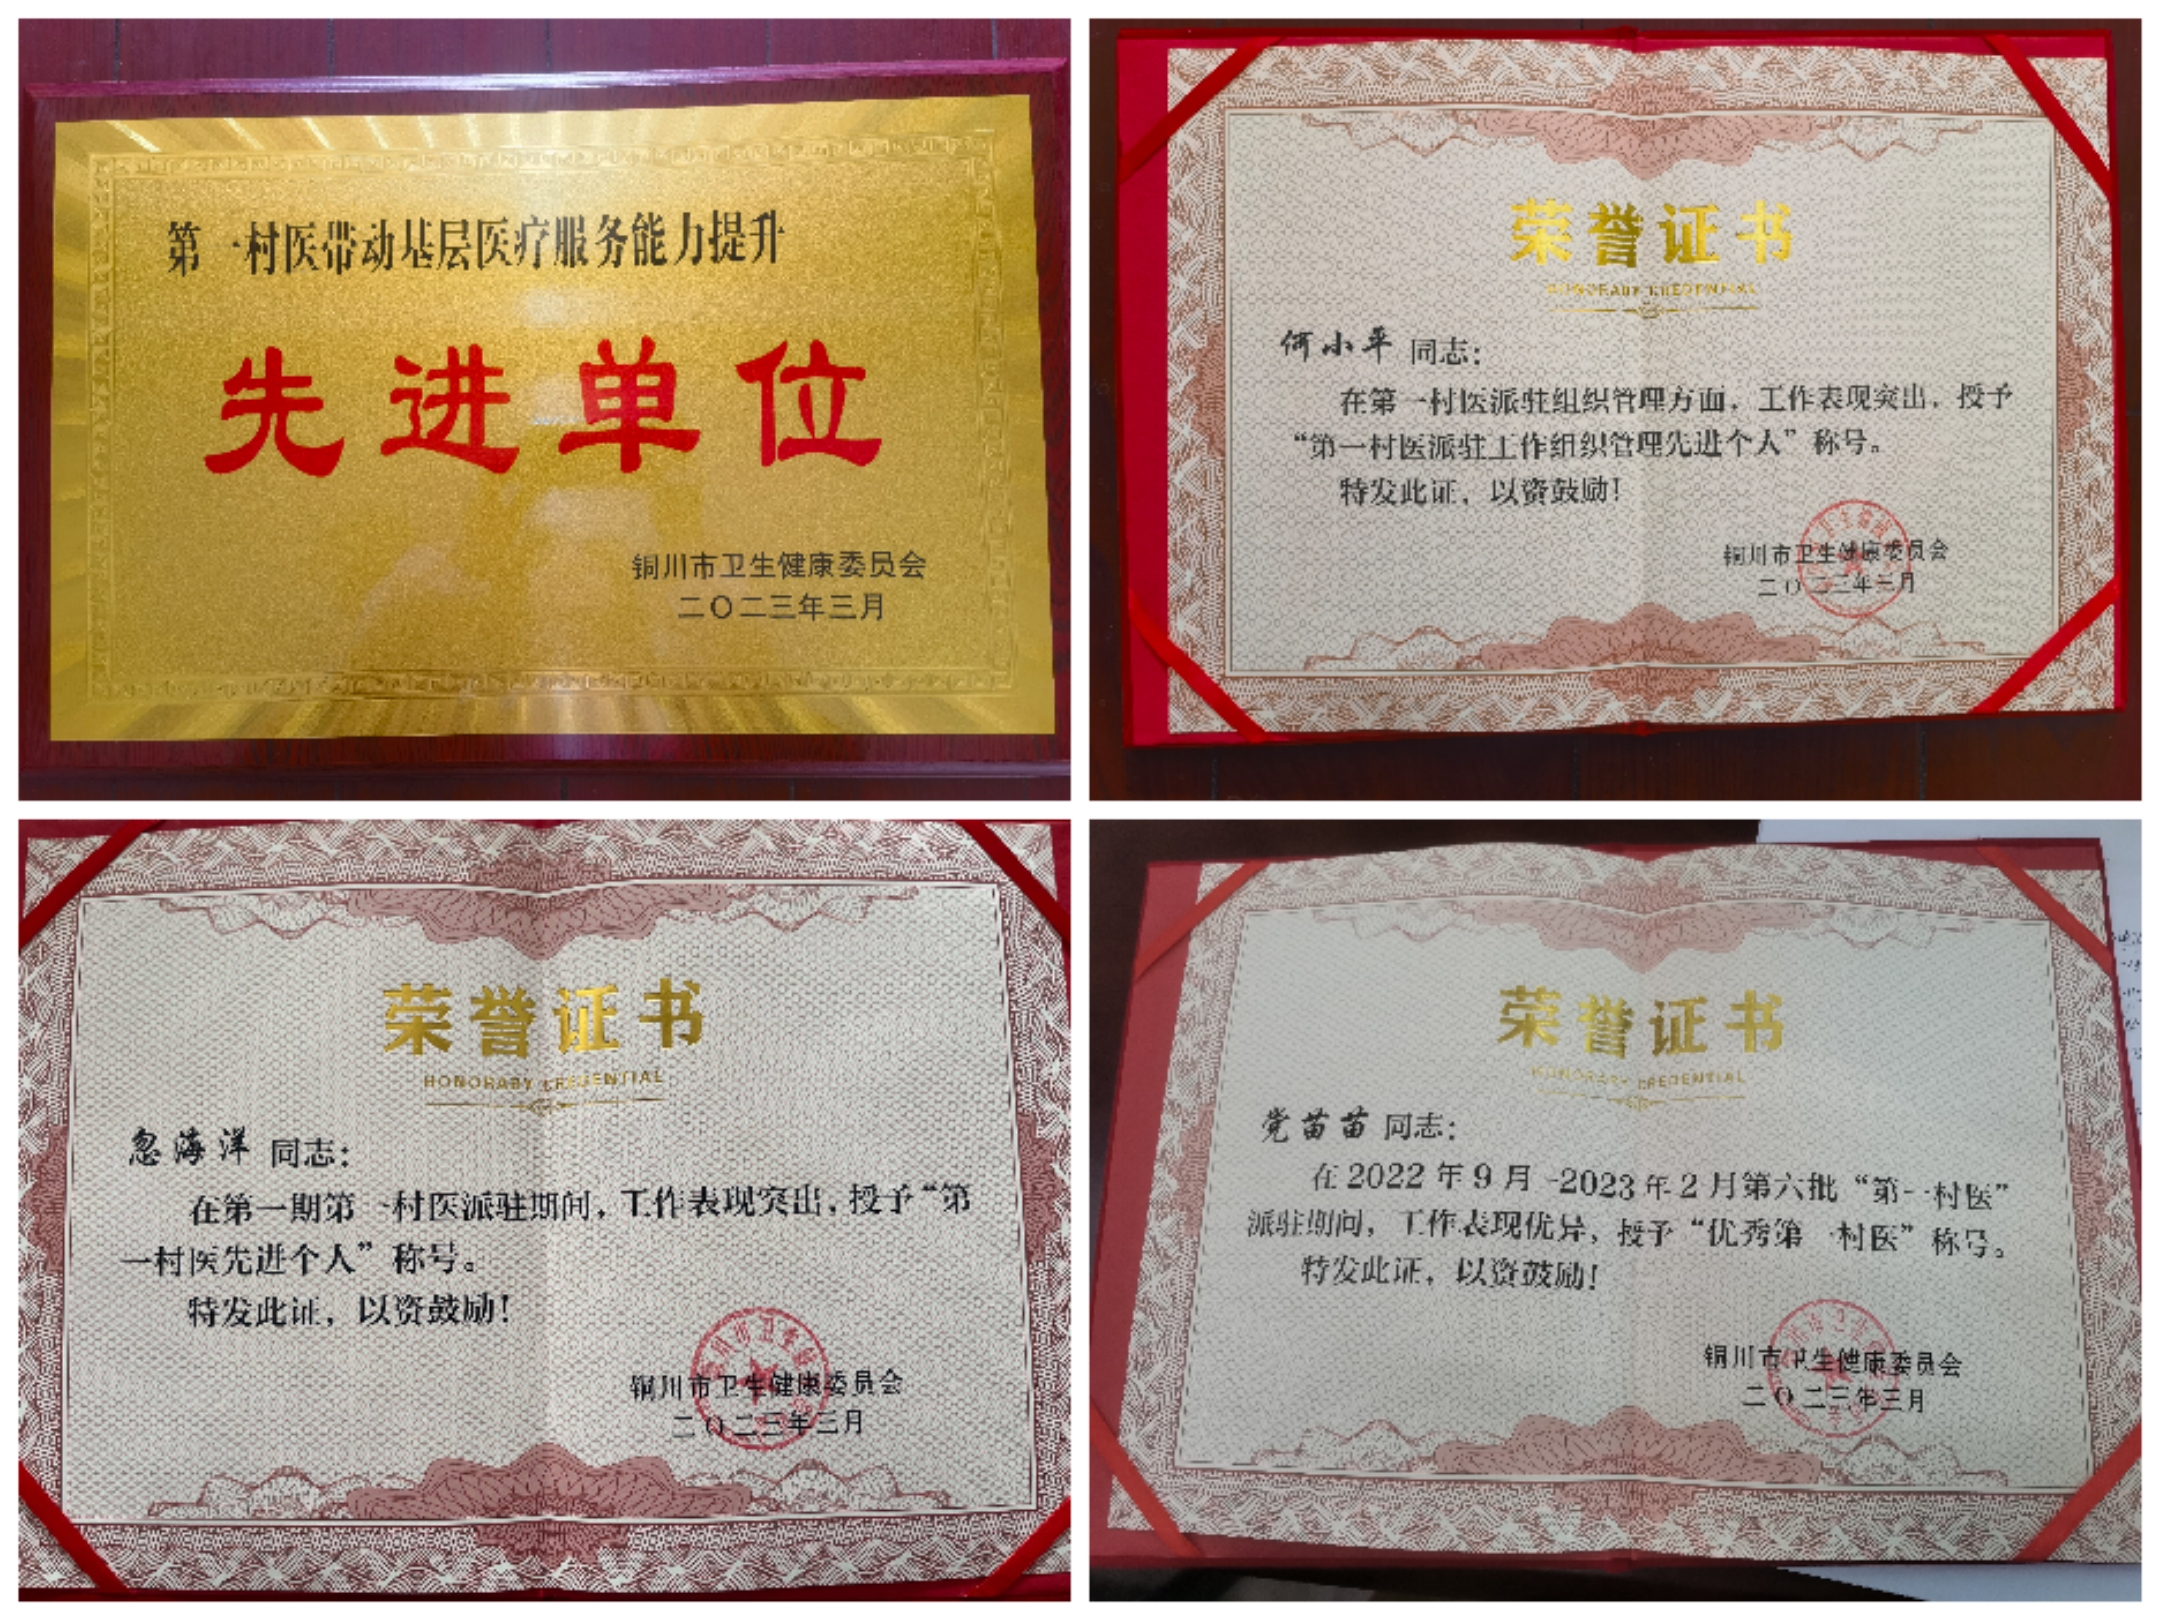 第一村医带动基层医疗服务能力提升
先进单位
铜川市卫生健康委员会
二〇二三年三月
荣誉证书
HONORARY CREDENTIAL
何小平 同志：
在第一村医派驻组织管理方面，工作表现突出，授予
“第一村医派驻工作组织管理先进个人”称号。
特发此证，以资鼓励！
铜川市卫生健康委员会
二〇二三年三月
荣誉证书
HONORARY CREDENTIAL
忽海洋 同志：
在第一期第一村医派驻期间，工作表现突出，授予“第
一村医先进个人”称号。
特发此证，以资鼓励！
铜川市卫生健康委员会
二〇二三年三月
荣誉证书
HONORARY CREDENTIAL
党苗苗 同志：
在2022年9月-2023年2月第六批“第一村医”
派驻期间，工作表现优异，授予“优秀第一村医”称号。
特发此证，以资鼓励！
铜川市卫生健康委员会
二〇二三年三月